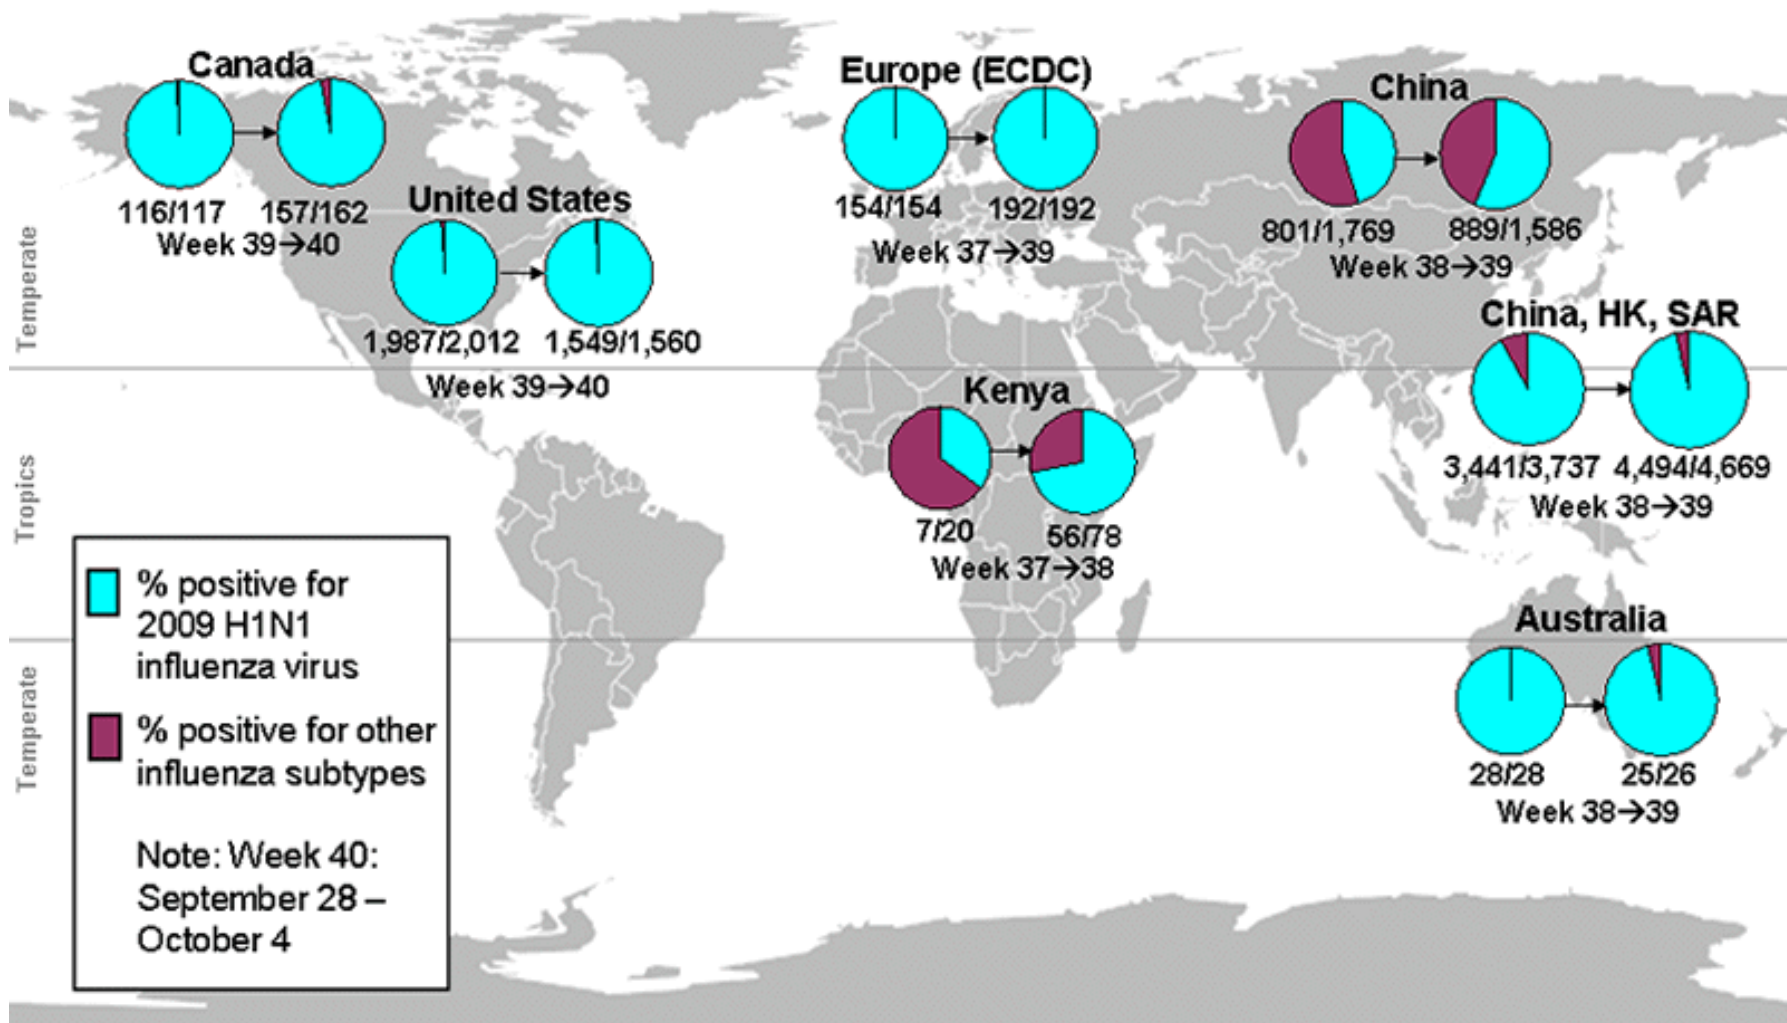 Canada
116/117 157/162
Week 39→40
United States
1,987/2,012 1,549/1,560
Week 39→40
Europe (ECDC)
154/154 192/192
Week 37→39
China
801/1,769 889/1,586
Week 38→39
China, HK, SAR
3,441/3,737 4,494/4,669
Week 38→39
Kenya
7/20 56/78
Week 37→38
Australia
28/28 25/26
Week 38→39
Temperate
Tropics
Temperate
% positive for
2009 H1N1
influenza virus
% positive for other
influenza subtypes
Note: Week 40:
September 28 –
October 4